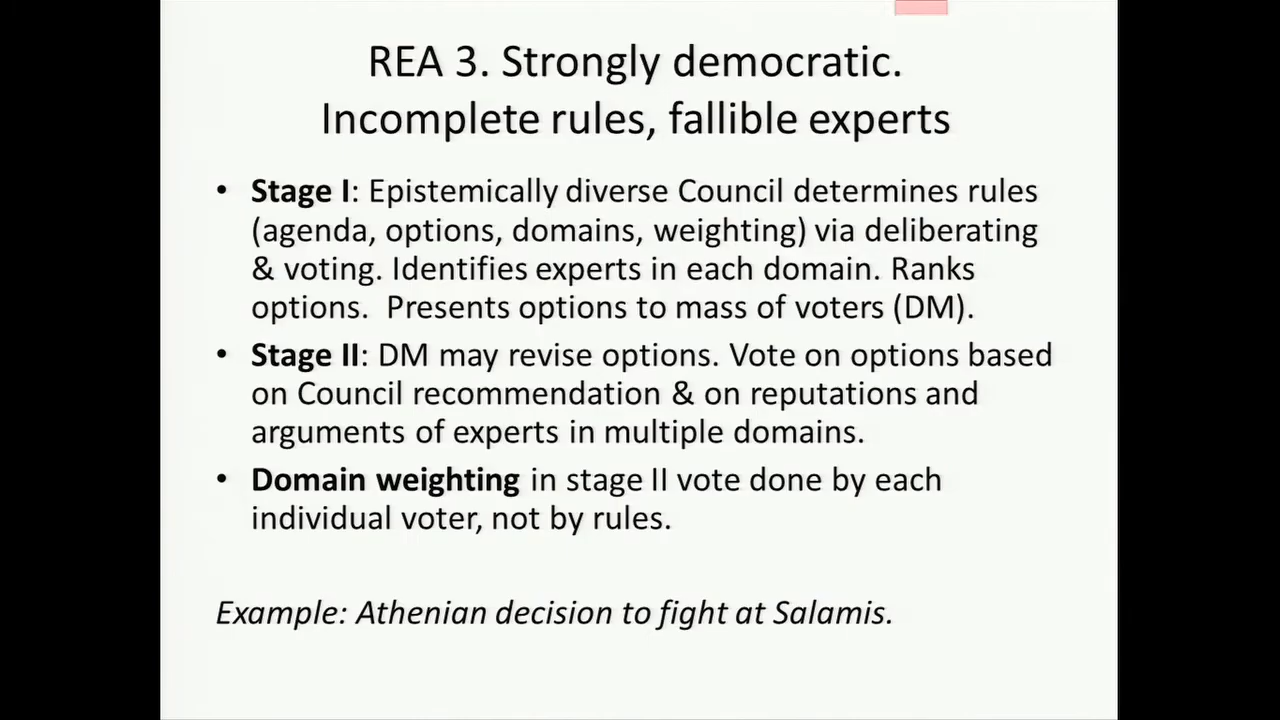 REA 3. Strongly democratic.
Incomplete rules, fallible experts
• Stage I: Epistemically diverse Council determines rules
(agenda, options, domains, weighting) via deliberating
& voting. Identifies experts in each domain. Ranks
options.  Presents options to mass of voters (DM).
• Stage II: DM may revise options. Vote on options based
on Council recommendation & on reputations and
arguments of experts in multiple domains.
• Domain weighting in stage II vote done by each
individual voter, not by rules.
Example: Athenian decision to fight at Salamis.